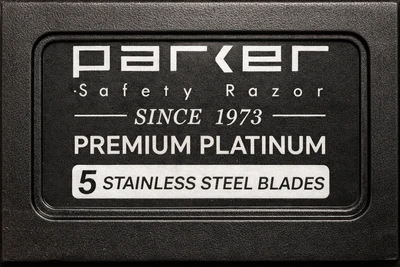 parker
Safety Razor
SINCE 1973
PREMIUM PLATINUM
5 STAINLESS STEEL BLADES